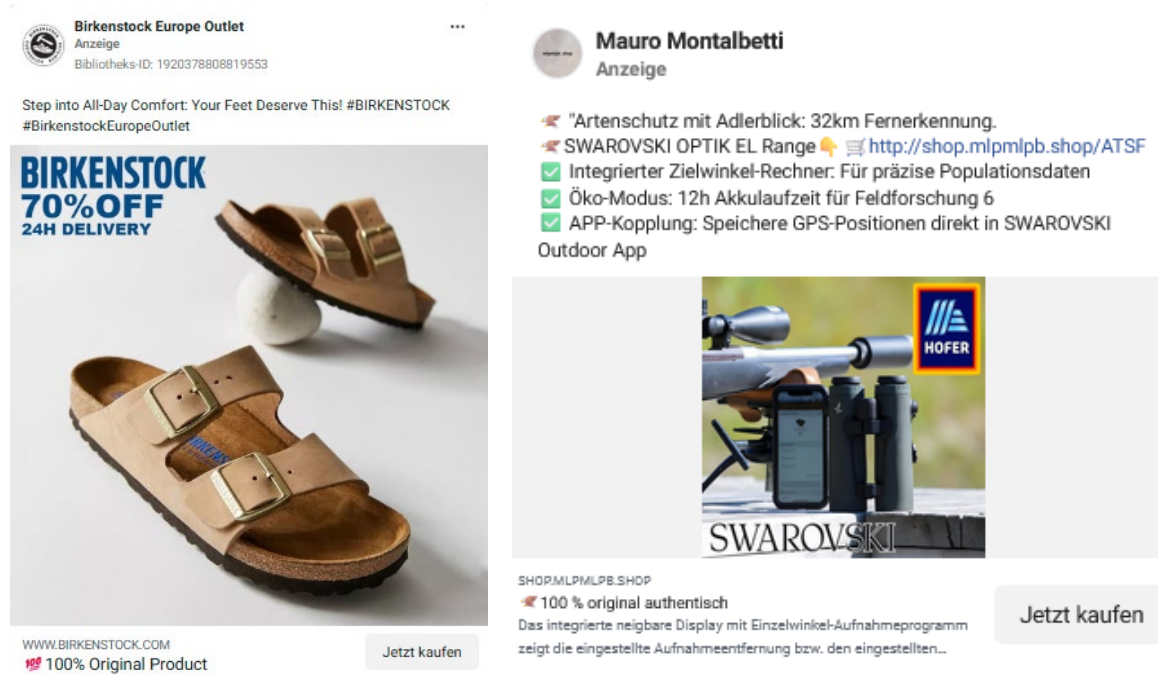 Birkenstock Europe Outlet
Anzeige
Bibliotheks-ID: 1920378808819553
Step into All-Day Comfort: Your Feet Deserve This! #BIRKENSTOCK
#BirkenstockEuropeOutlet
BIRKENSTOCK
70%OFF
24H DELIVERY
WWW.BIRKENSTOCK.COM
💯 100% Original Product
Jetzt kaufen
Mauro Montalbetti
Anzeige
"Artenschutz mit Adlerblick: 32km Fernerkennung.
SWAROVSKI OPTIK EL Range👇 🛒http://shop.mlpmlpb.shop/ATSF
✅ Integrierter Zielwinkel-Rechner: Für präzise Populationsdaten
✅ Öko-Modus: 12h Akkulaufzeit für Feldforschung 6
✅ APP-Kopplung: Speichere GPS-Positionen direkt in SWAROVSKI
Outdoor App
HOFER
SWAROVSKI
SHOP.MLPMLPB.SHOP
100 % original authentisch
Das integrierte neigbare Display mit Einzelwinkel-Aufnahmeprogramm
zeigt die eingestellte Aufnahmeentfernung bzw. den eingestellten...
Jetzt kaufen